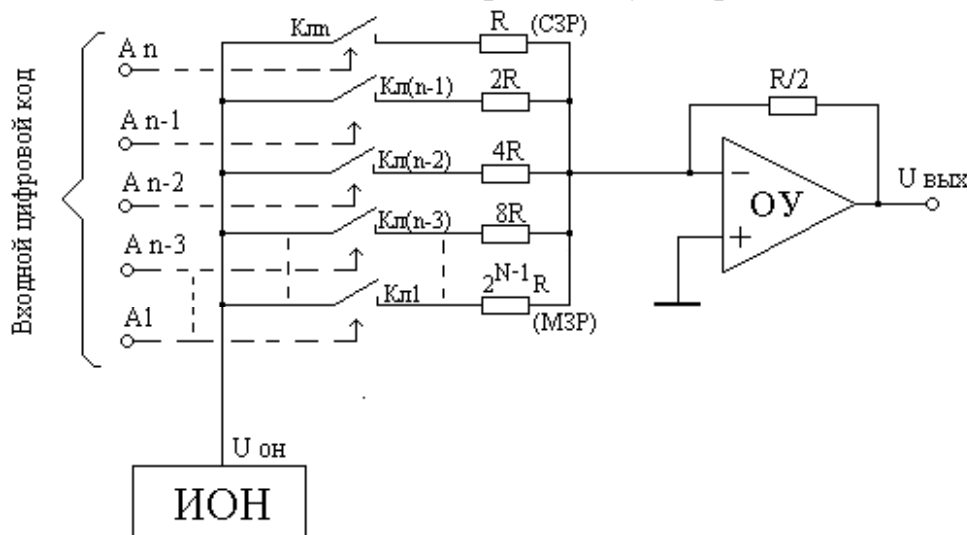 Входной цифровой код
A n
A n-1
A n-2
A n-3
A1
Клn
Кл(n-1)
Кл(n-2)
Кл(n-3)
Кл1
R (СЗР)
2R
4R
8R
2^N-1 R
(МЗР)
R/2
−
ОУ
+
U вых
U он
ИОН